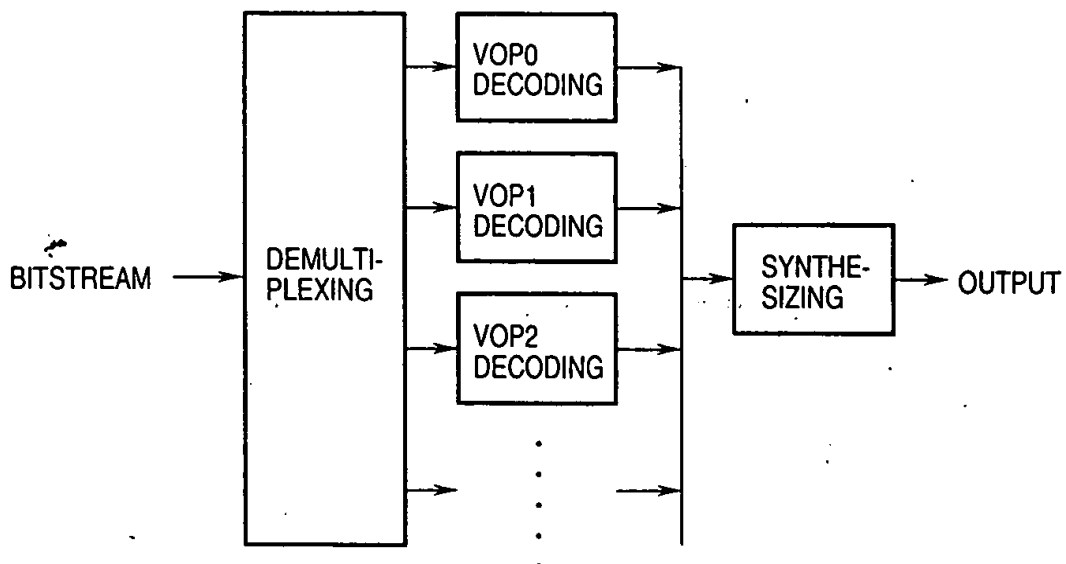 VOP0
DECODING
VOP1
DECODING
BITSTREAM
DEMULTI-
PLEXING
SYNTHE-
SIZING
OUTPUT
VOP2
DECODING